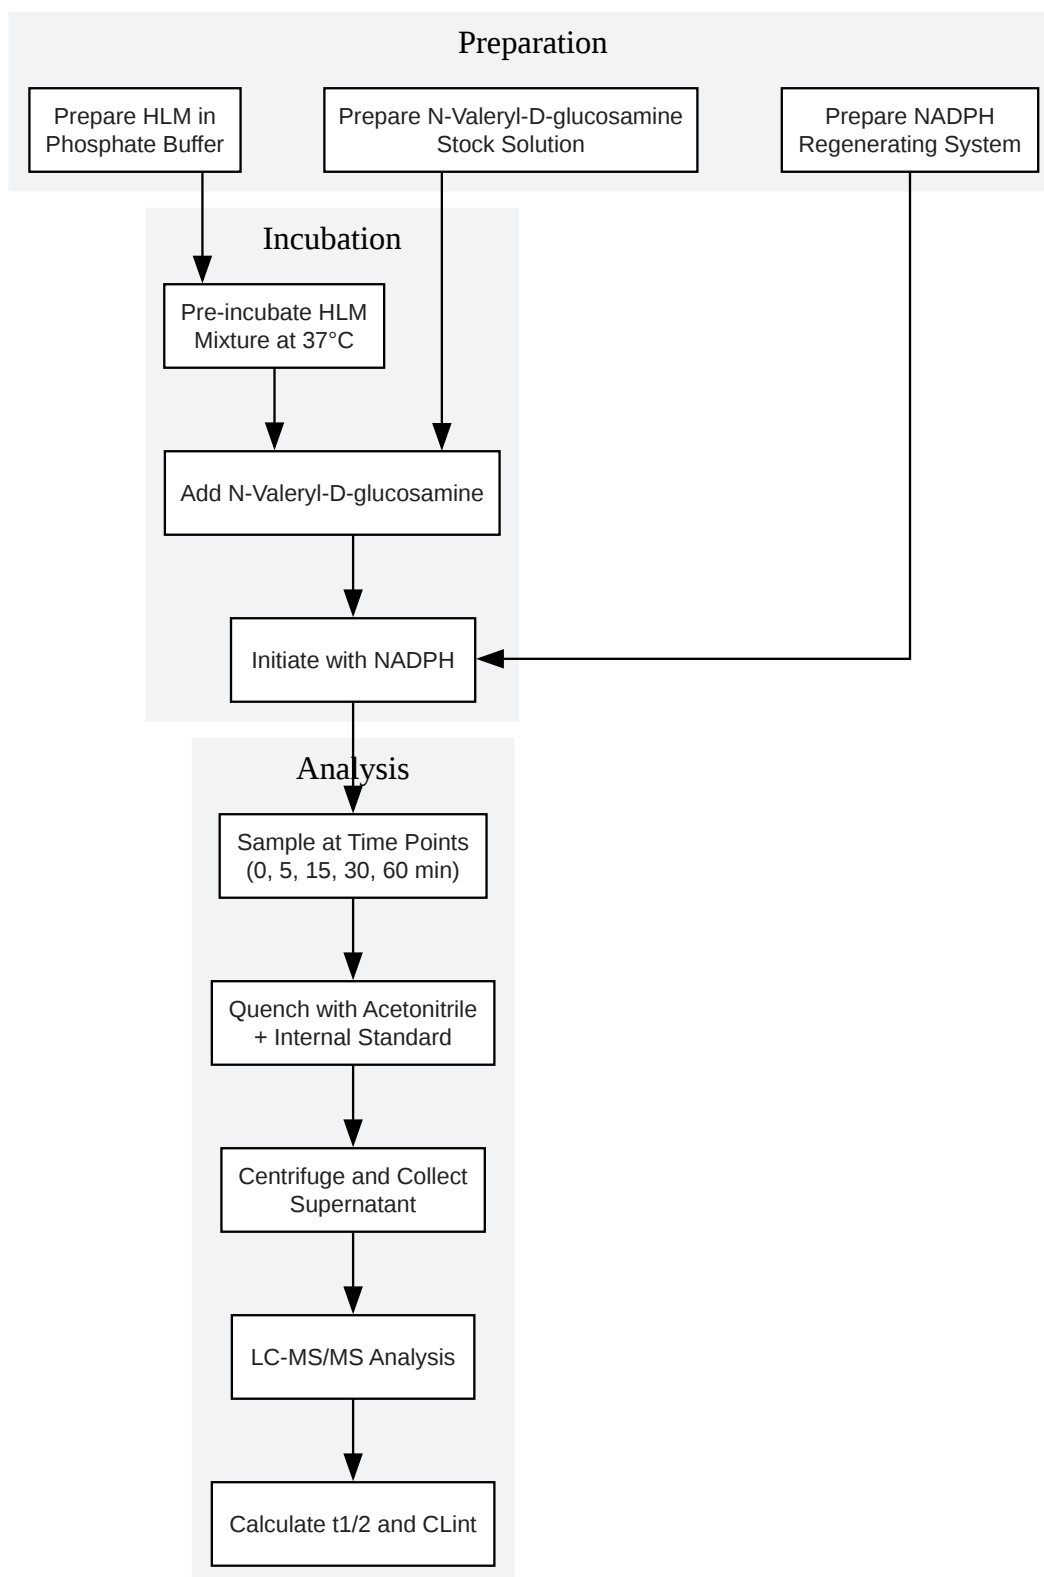 Preparation
Prepare HLM in
Phosphate Buffer
Prepare N-Valeryl-D-glucosamine
Stock Solution
Prepare NADPH
Regenerating System
Incubation
Pre-incubate HLM
Mixture at 37°C
Add N-Valeryl-D-glucosamine
Initiate with NADPH
Analysis
Sample at Time Points
(0, 5, 15, 30, 60 min)
Quench with Acetonitrile
+ Internal Standard
Centrifuge and Collect
Supernatant
LC-MS/MS Analysis
Calculate t1/2 and CLint